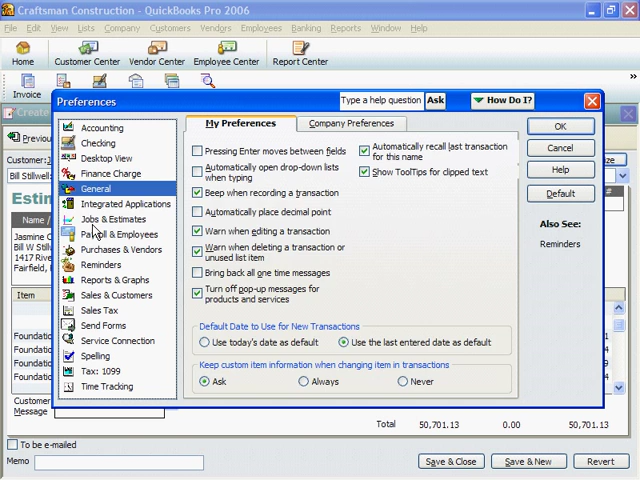 Craftsman Construction - QuickBooks Pro 2006
File Edit View Lists Company Customers Vendors Employees Banking Reports Window Help
Home Customer Center Vendor Center Employee Center Report Center
Invoice
Preferences
Type a help question Ask How Do I?
Create
Previous
Customer:J
Bill Stillwel
Estim
Name /
Jasmine C
Bill W Stil
1417 Rive
Fairfield, I
Item
Foundatio
Foundatio
Foundatio
Foundatio
Customer
Message
Accounting
Checking
Desktop View
Finance Charge
General
Integrated Applications
Jobs & Estimates
Payroll & Employees
Purchases & Vendors
Reminders
Reports & Graphs
Sales & Customers
Sales Tax
Send Forms
Service Connection
Spelling
Tax: 1099
Time Tracking
My Preferences Company Preferences
Pressing Enter moves between fields
Automatically open drop-down lists
when typing
Beep when recording a transaction
Automatically place decimal point
Warn when editing a transaction
Warn when deleting a transaction or
unused list item
Bring back all one time messages
Turn off pop-up messages for
products and services
Automatically recall last transaction
for this name
Show ToolTips for clipped text
Default Date to Use for New Transactions
Use today's date as default Use the last entered date as default
Keep custom item information when changing item in transactions
Ask Always Never
OK
Cancel
Help
Default
Also See:
Reminders
Total 50,701.13 0.00 50,701.13
To be e-mailed
Memo
Save & Close Save & New Revert